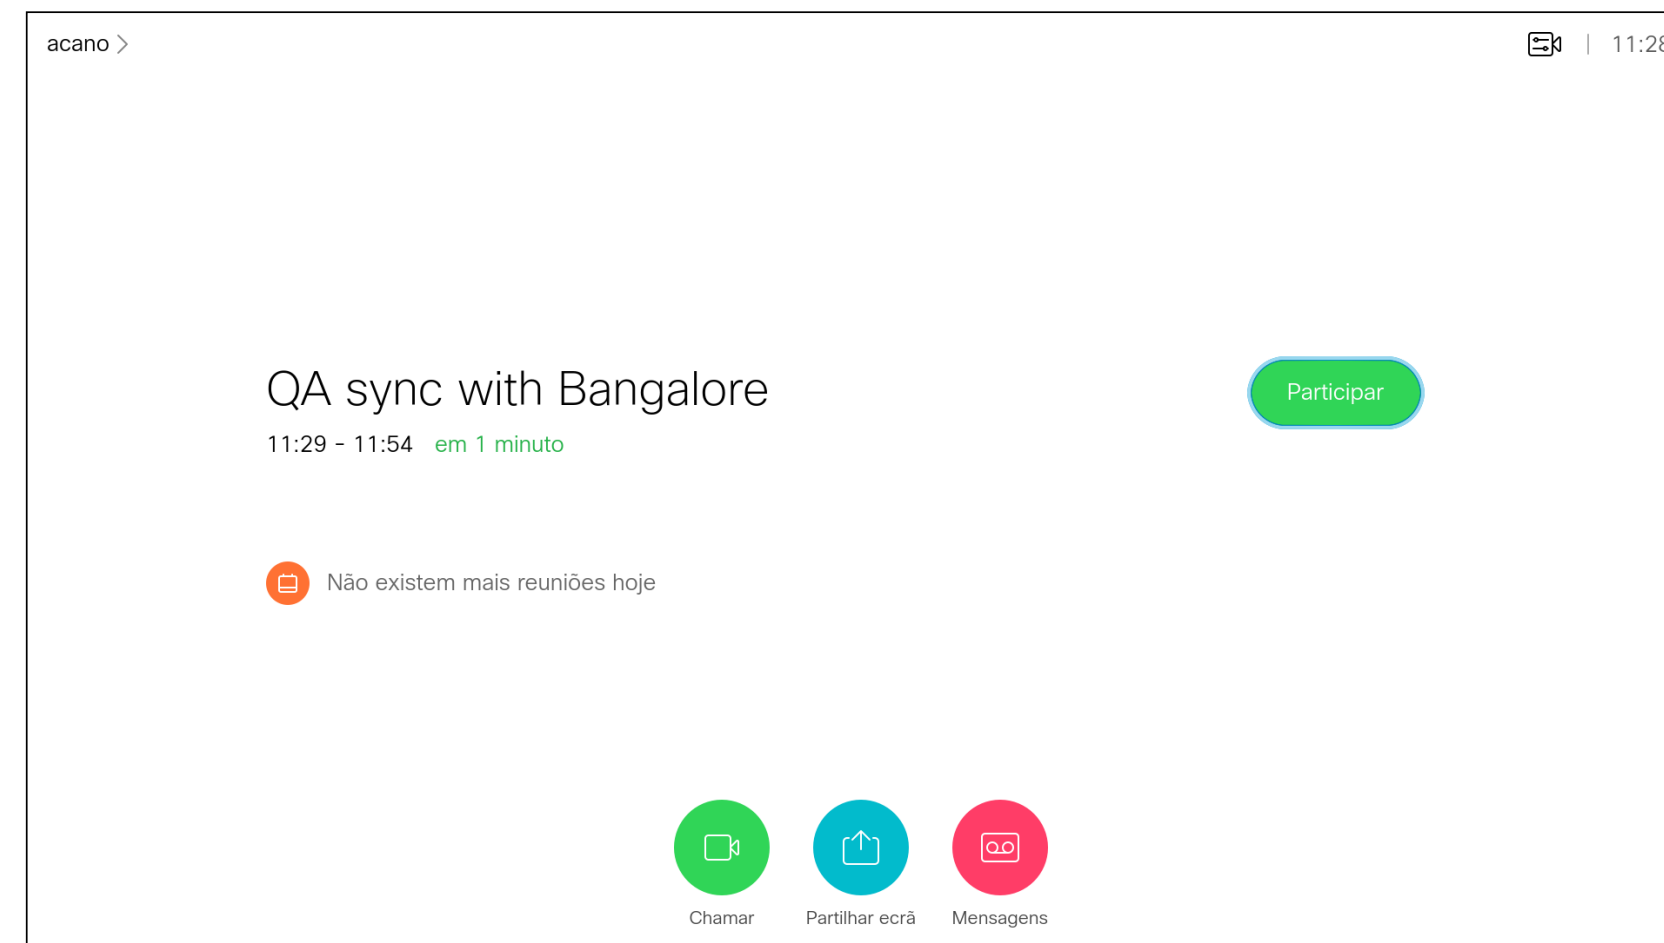 acano
11:28
QA sync with Bangalore
Participar
11:29 - 11:54 em 1 minuto
Não existem mais reuniões hoje
Chamar Partilhar ecrã Mensagens